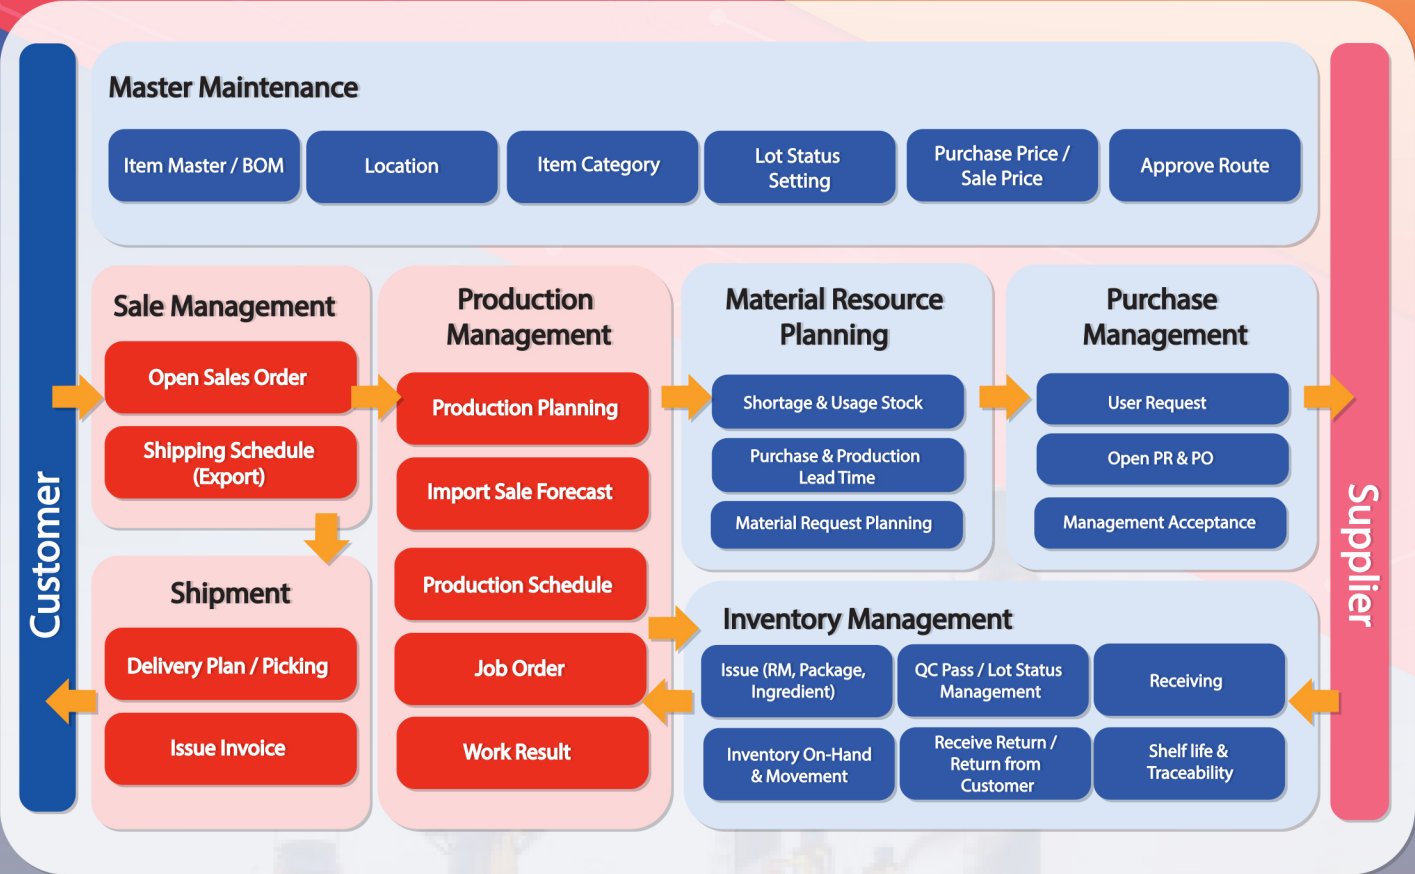 Customer
Master Maintenance
Item Master / BOM
Location
Item Category
Lot Status
Setting
Purchase Price /
Sale Price
Approve Route
Sale Management
Open Sales Order
Shipping Schedule
(Export)
Shipment
Delivery Plan / Picking
Issue Invoice
Production
Management
Production Planning
Import Sale Forecast
Production Schedule
Job Order
Work Result
Material Resource
Planning
Shortage & Usage Stock
Purchase & Production
Lead Time
Material Request Planning
Purchase
Management
User Request
Open PR & PO
Management Acceptance
Inventory Management
Issue (RM, Package,
Ingredient)
QC Pass / Lot Status
Management
Receiving
Inventory On-Hand
& Movement
Receive Return /
Return from
Customer
Shelf life &
Traceability
Supplier